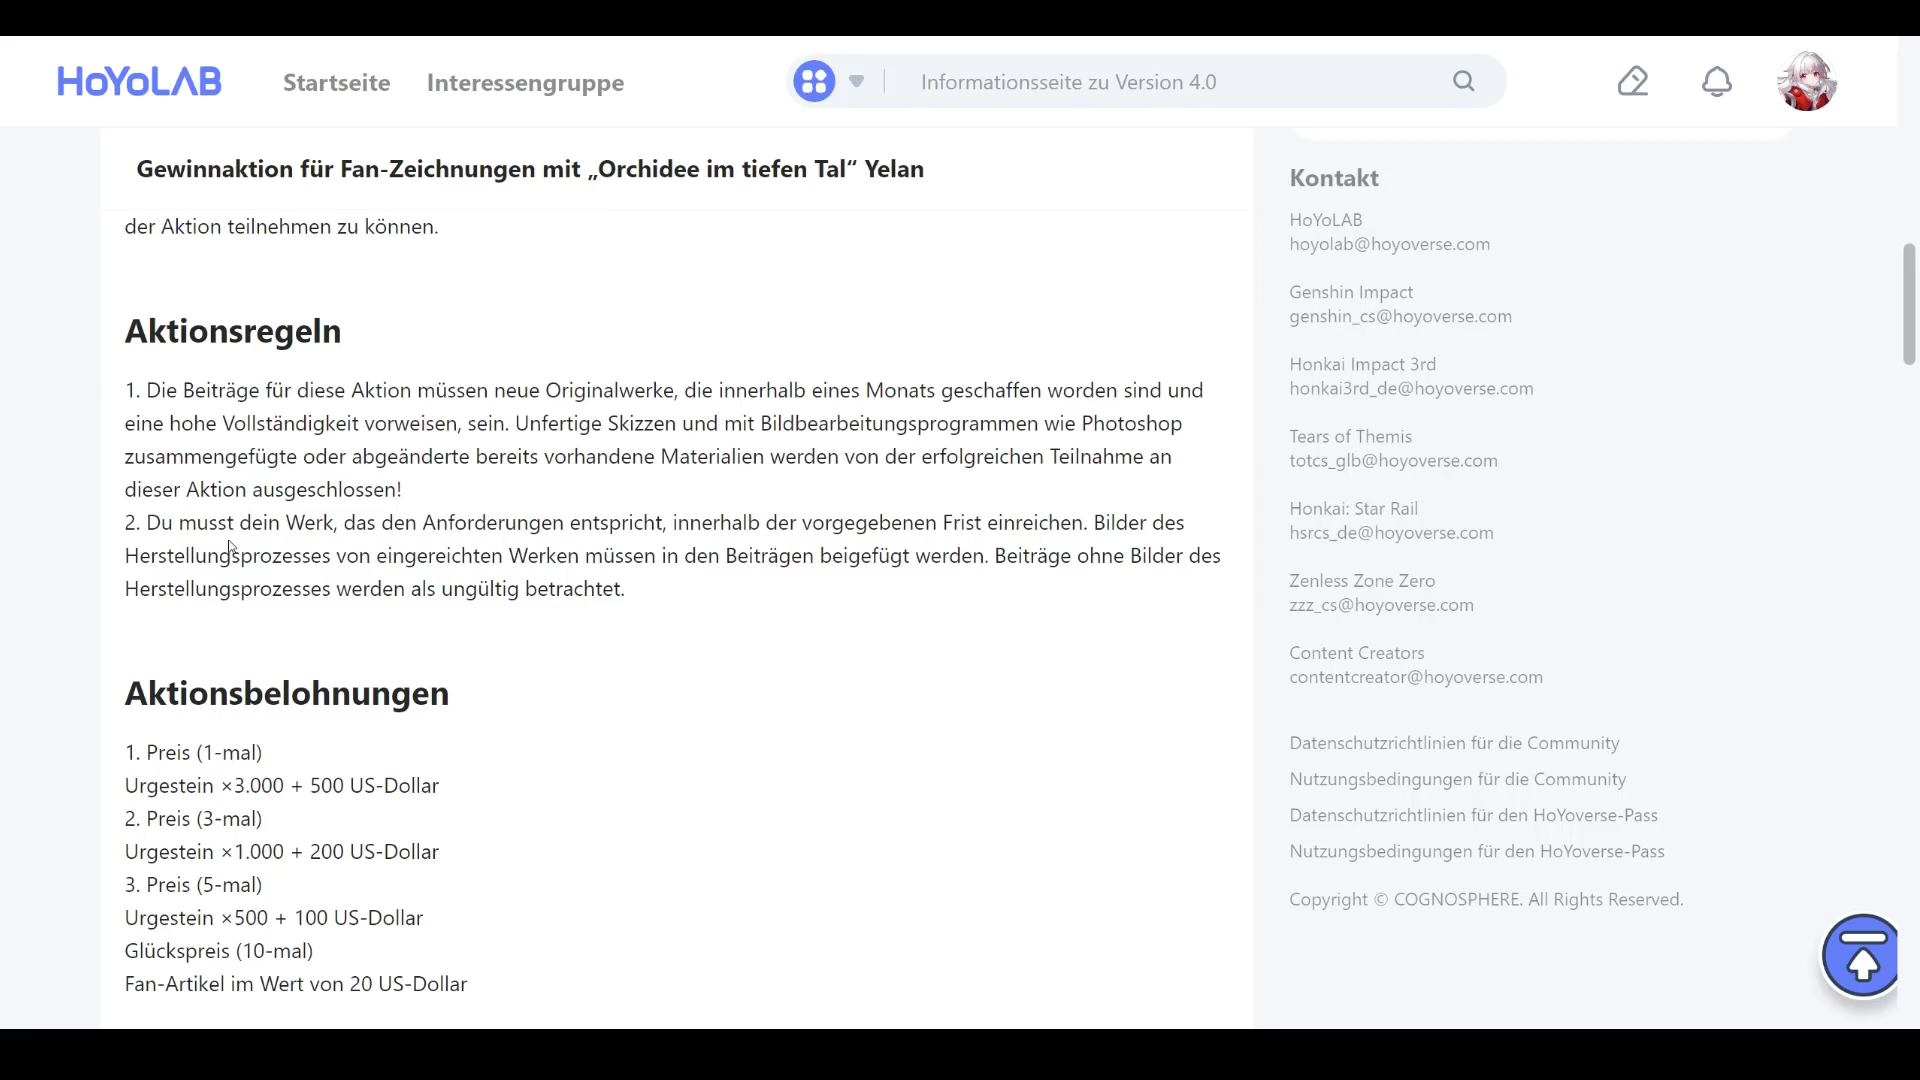 HoYoLAB
Startseite
Interessengruppe
Informationsseite zu Version 4.0
Gewinnaktion für Fan-Zeichnungen mit „Orchidee im tiefen Tal“ Yelan
der Aktion teilnehmen zu können.
Aktionsregeln
1. Die Beiträge für diese Aktion müssen neue Originalwerke, die innerhalb eines Monats geschaffen worden sind und
eine hohe Vollständigkeit vorweisen, sein. Unfertige Skizzen und mit Bildbearbeitungsprogrammen wie Photoshop
zusammengefügte oder abgeänderte bereits vorhandene Materialien werden von der erfolgreichen Teilnahme an
dieser Aktion ausgeschlossen!
2. Du musst dein Werk, das den Anforderungen entspricht, innerhalb der vorgegebenen Frist einreichen. Bilder des
Herstellungsprozesses von eingereichten Werken müssen in den Beiträgen beigefügt werden. Beiträge ohne Bilder des
Herstellungsprozesses werden als ungültig betrachtet.
Aktionsbelohnungen
1. Preis (1-mal)
Urgestein ×3.000 + 500 US-Dollar
2. Preis (3-mal)
Urgestein ×1.000 + 200 US-Dollar
3. Preis (5-mal)
Urgestein ×500 + 100 US-Dollar
Glückspreis (10-mal)
Fan-Artikel im Wert von 20 US-Dollar
Kontakt
HoYoLAB
hoyolab@hoyoverse.com
Genshin Impact
genshin_cs@hoyoverse.com
Honkai Impact 3rd
honkai3rd_de@hoyoverse.com
Tears of Themis
totcs_glb@hoyoverse.com
Honkai: Star Rail
hsrcs_de@hoyoverse.com
Zenless Zone Zero
zzz_cs@hoyoverse.com
Content Creators
contentcreator@hoyoverse.com
Datenschutzrichtlinien für die Community
Nutzungsbedingungen für die Community
Datenschutzrichtlinien für den HoYoverse-Pass
Nutzungsbedingungen für den HoYoverse-Pass
Copyright © COGNOSPHERE. All Rights Reserved.